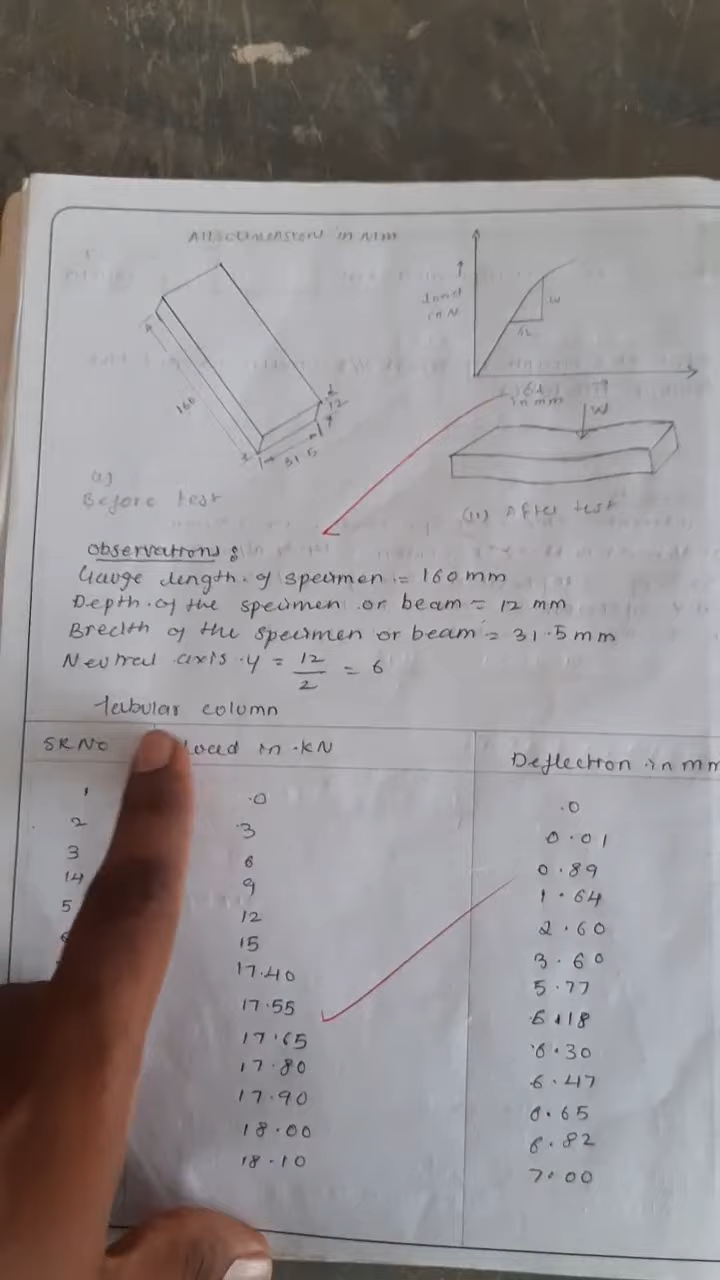 All dimensions in Mm
Load
in N
W
δL
in mm
W
160
12
31.5
Before test
(ii) After test
observations :
Gauge length of specimen = 160 mm
Depth of the specimen or beam = 12 mm
Bredth of the specimen or beam = 31.5 mm
Neutral axis y = 12/2 = 6
tabular column
SR NO Load in KN Deflection in mm
1 0 0
2 3 0.01
3 6 0.89
4 9 1.64
5 12 2.60
15 3.60
17.40 5.77
17.55 6.18
17.65 6.30
17.80 6.47
17.90 6.65
18.00 6.82
18.10 7.00